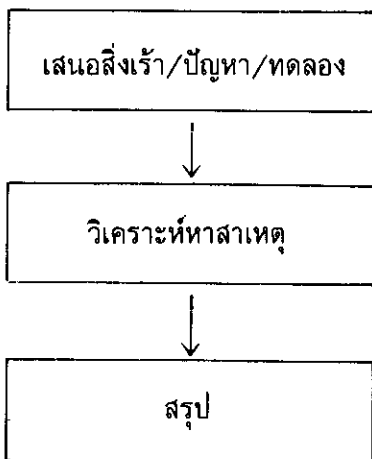 เสนอสิ่งเร้า/ปัญหา/ทดลอง
วิเคราะห์หาสาเหตุ
สรุป